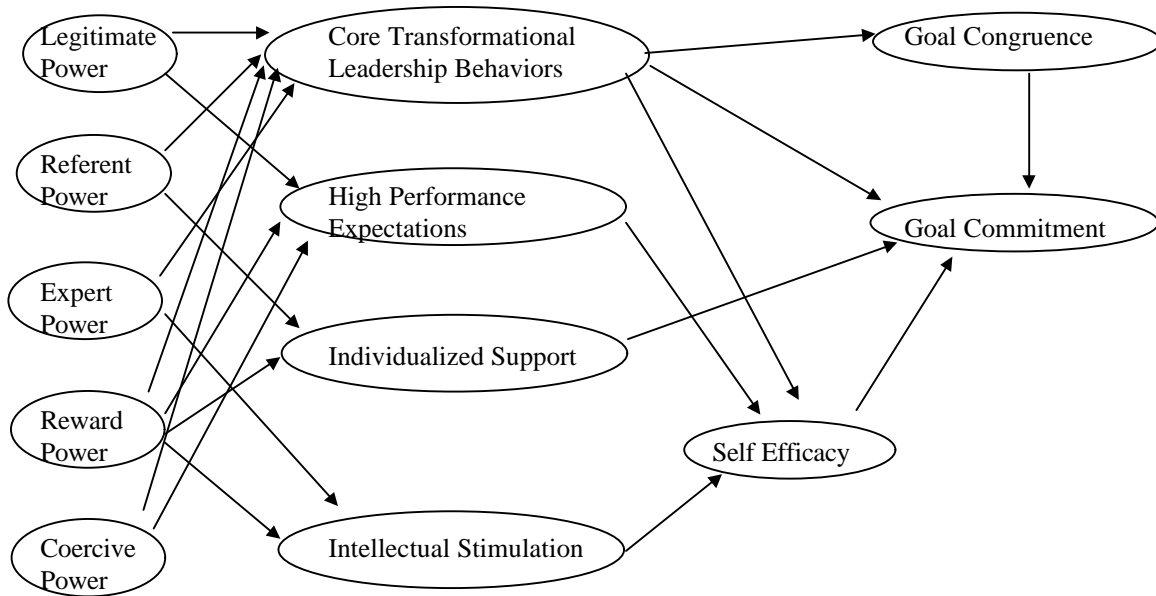 Legitimate
Power
Referent
Power
Expert
Power
Reward
Power
Coercive
Power
Core Transformational
Leadership Behaviors
High Performance
Expectations
Individualized Support
Intellectual Stimulation
Self Efficacy
Goal Congruence
Goal Commitment